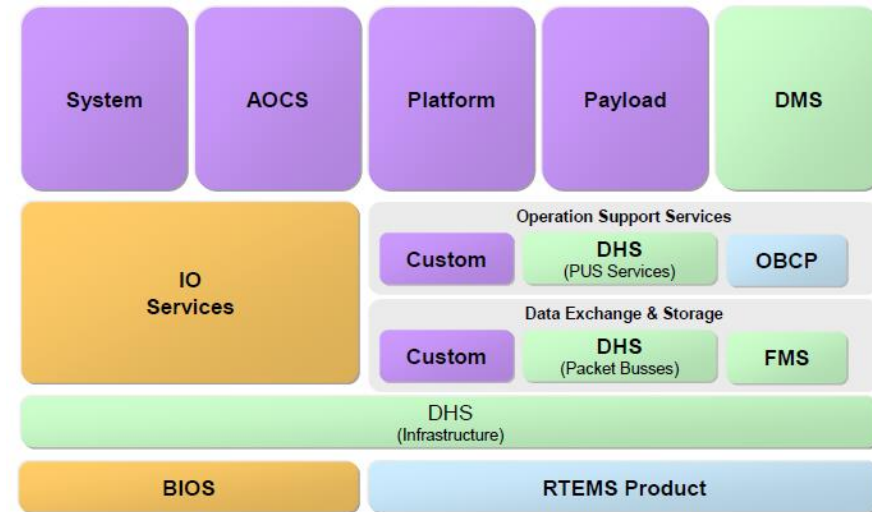 System
AOCS
Platform
Payload
DMS
IO
Services
Operation Support Services
Custom
DHS
(PUS Services)
OBCP
Data Exchange & Storage
Custom
DHS
(Packet Busses)
FMS
DHS
(Infrastructure)
BIOS
RTEMS Product